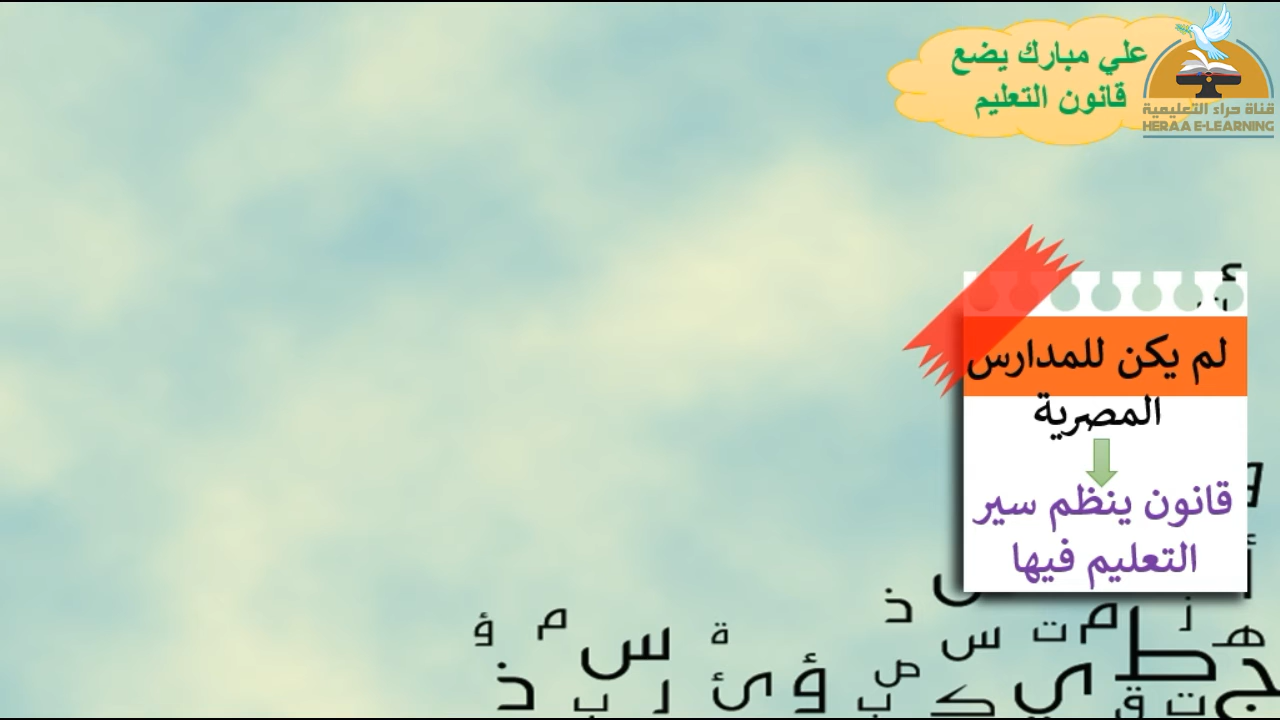 علي مبارك يضع
قانون التعليم
قناة حراء التعليمية
HERAA E-LEARNING
لم يكن للمدارس
المصرية
قانون ينظم سير
التعليم فيها